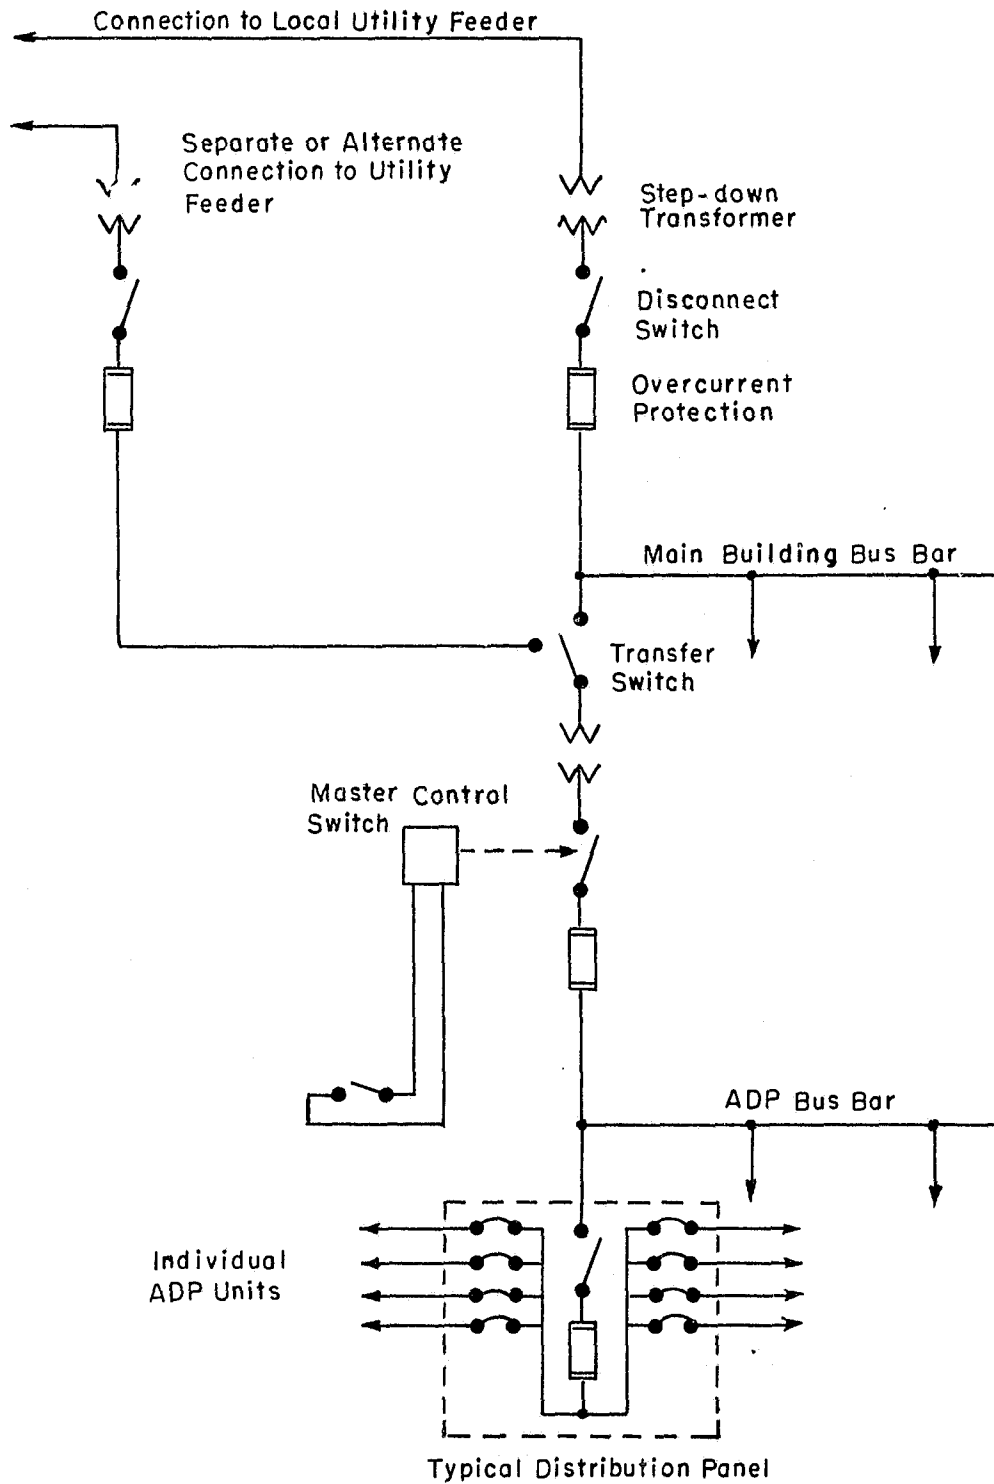 Connection to Local Utility Feeder
Separate or Alternate
Connection to Utility
Feeder
Step-down
Transformer
Disconnect
Switch
Overcurrent
Protection
Main Building Bus Bar
Transfer
Switch
Master Control
Switch
ADP Bus Bar
Individual
ADP Units
Typical Distribution Panel